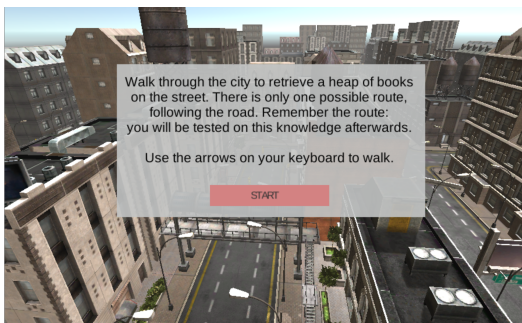 Walk through the city to retrieve a heap of books
on the street. There is only one possible route,
following the road. Remember the route:
you will be tested on this knowledge afterwards.
Use the arrows on your keyboard to walk.
START